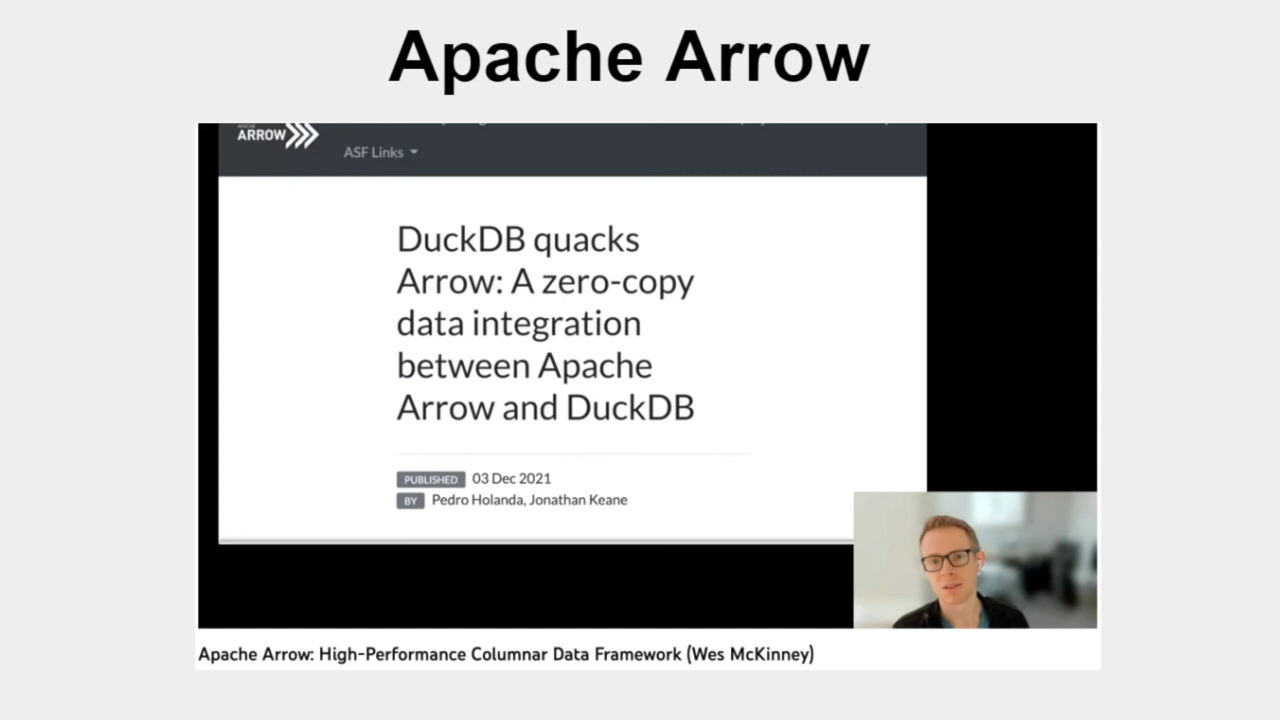 Apache Arrow
ARROW
ASF Links
DuckDB quacks
Arrow: A zero-copy
data integration
between Apache
Arrow and DuckDB
PUBLISHED 03 Dec 2021
BY Pedro Holanda, Jonathan Keane
Apache Arrow: High-Performance Columnar Data Framework (Wes McKinney)